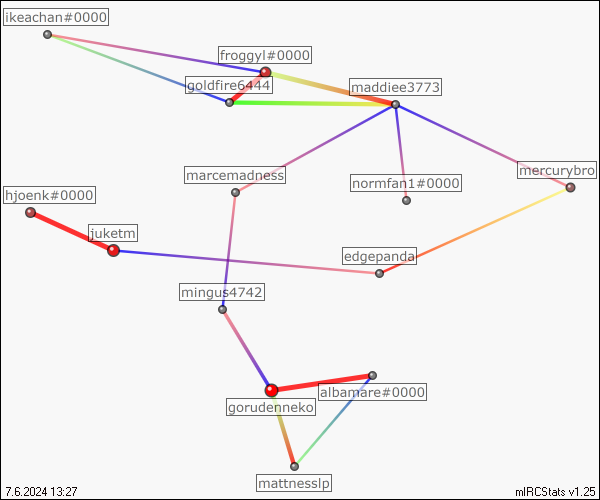 ikeachan#0000
froggyl#0000
goldfire6444
maddiee3773
marcemadness
normfan1#0000
mercurybro
hjoenk#0000
juketm
edgepanda
mingus4742
albamare#0000
gorudenneko
mattnesslp
7.6.2024 13:27
mIRCStats v1.25